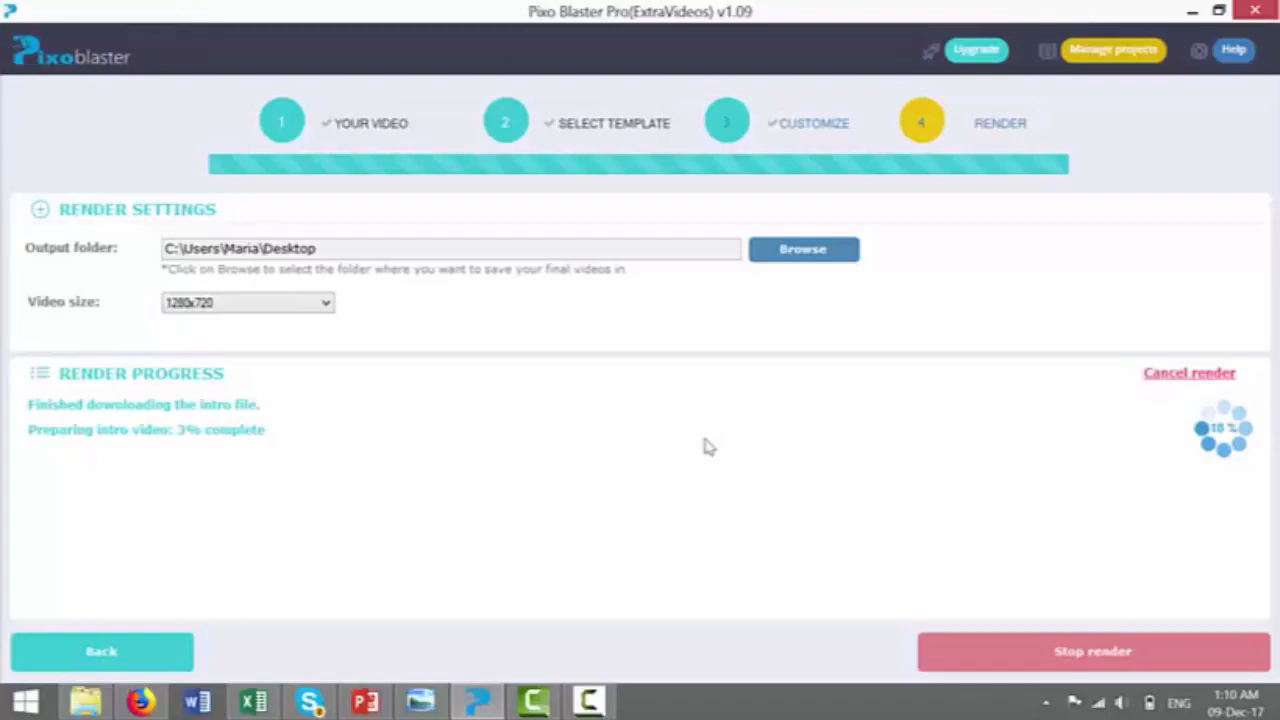 Pixo Blaster Pro(ExtraVideos) v1.09
Pixoblaster
Upgrade
Manage projects
Help
1 YOUR VIDEO
2 SELECT TEMPLATE
3 CUSTOMIZE
4 RENDER
RENDER SETTINGS
Output folder: C:\Users\Maria\Desktop
Browse
*Click on Browse to select the folder where you want to save your final videos in
Video size: 1280x720
RENDER PROGRESS
Cancel render
Finished downloading the intro file.
Preparing intro video: 3% complete
Back
Stop render
ENG
1:10 AM
09-Dec-17